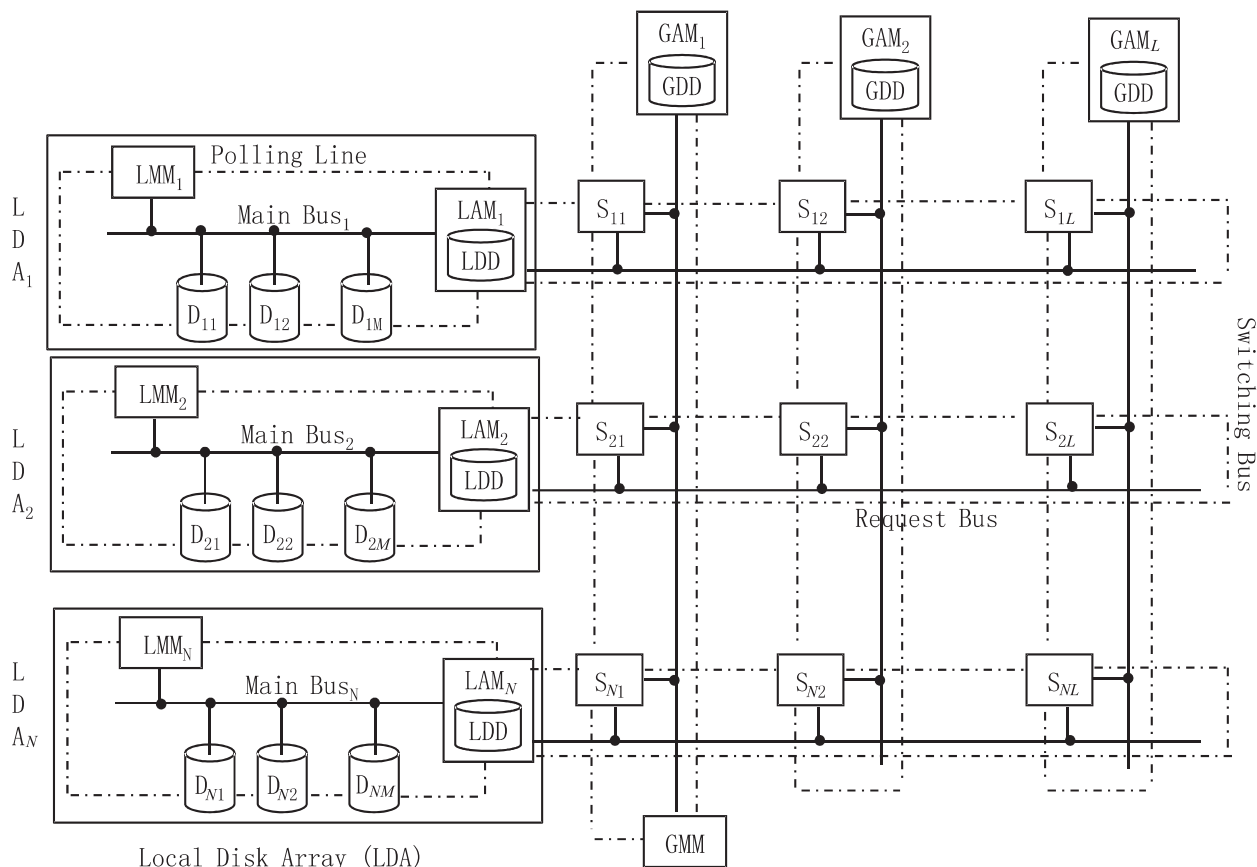 GAM1
GDD
GAM2
GDD
GAML
GDD
L
D
A1
LMM1
Polling Line
Main Bus1
LAM1
LDD
D11
D12
D1M
S11
S12
S1L
L
D
A2
LMM2
Main Bus2
LAM2
LDD
D21
D22
D2M
S21
S22
S2L
Switching Bus
Request Bus
L
D
AN
LMMN
Main BusN
LAMN
LDD
DN1
DN2
DNM
SN1
SN2
SNL
GMM
Local Disk Array (LDA)